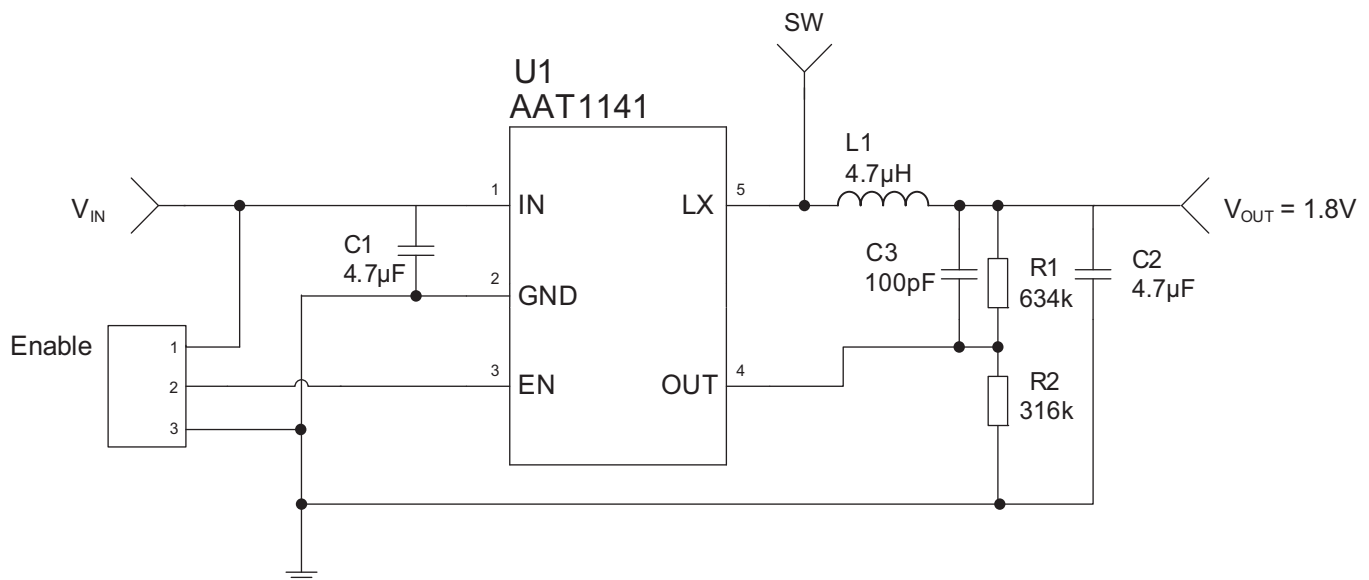 SW
U1
AAT1141
L1
4.7µH
V_IN
1
IN
LX
5
V_OUT = 1.8V
C1
4.7µF
C3
100pF
R1
634k
C2
4.7µF
2
GND
Enable
1
2
3
3
EN
OUT
4
R2
316k